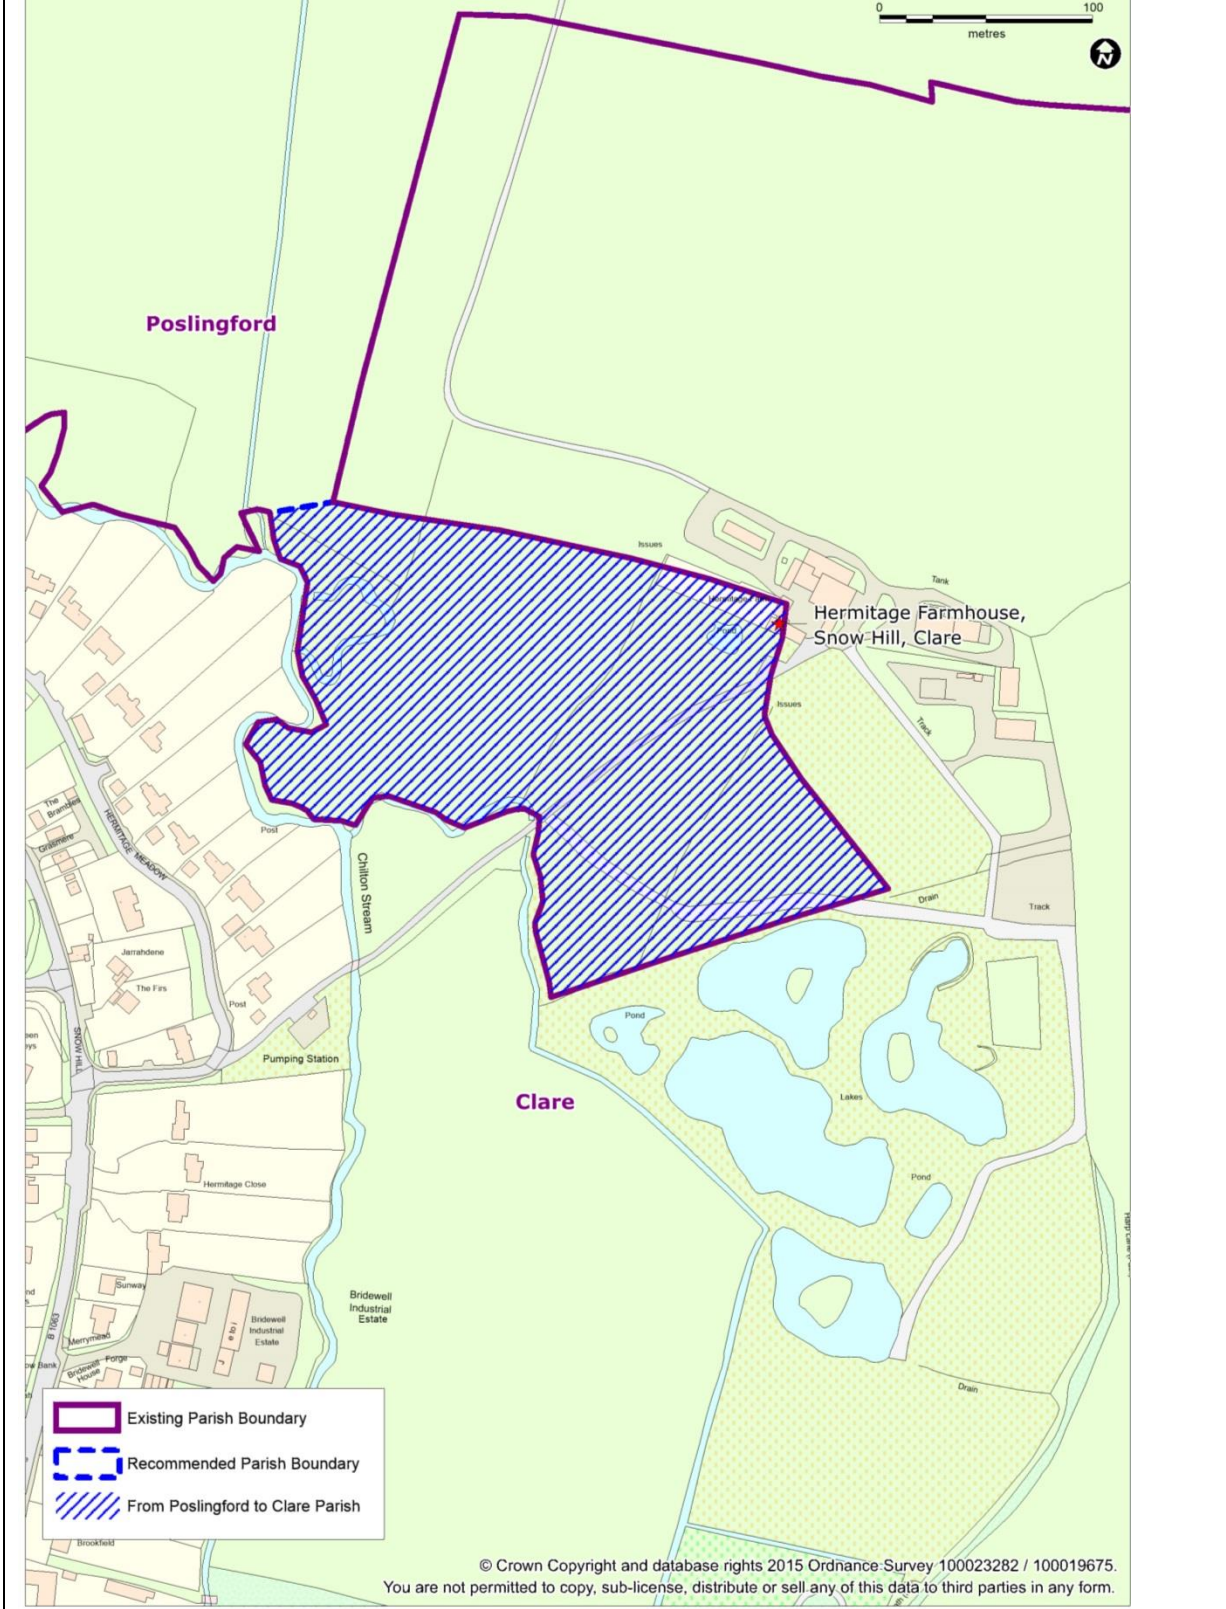 0 100
metres
N
Poslingford
Issues
Tank
Hermitage Farmhouse,
Snow Hill, Clare
Pond
Issues
Track
The
Brambles
Grasmere
HERMITAGE MEADOW
Post
Chilton Stream
Drain
Track
Jarrahdene
The Firs
Post
Pond
SNOW HILL
Pumping Station
Lakes
Clare
Pond
Hermitage Close
Sunway
Bridewell
Industrial
Estate
Bridewell
Industrial
Estate
B 1063
Merrymead
Bridewell
House
Forge
Drain
Existing Parish Boundary
Recommended Parish Boundary
From Poslingford to Clare Parish
Brookfield
© Crown Copyright and database rights 2015 Ordnance Survey 100023282 / 100019675.
You are not permitted to copy, sub-license, distribute or sell any of this data to third parties in any form.